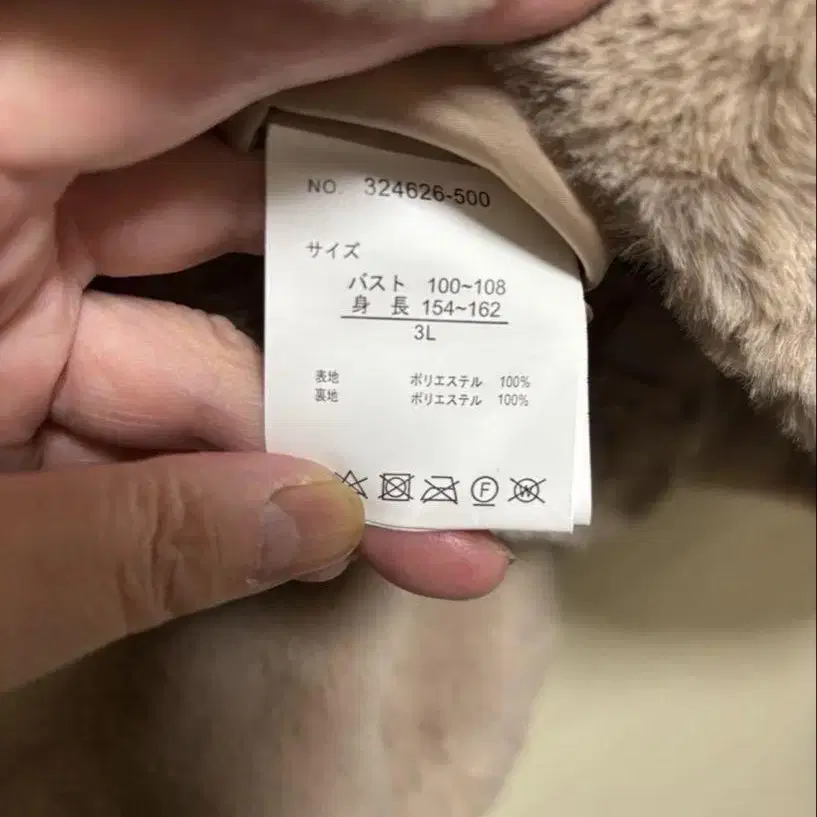 NO. 324626-500
サイズ
バスト 100~108
身 長 154~162
3L
表地 ポリエステル 100%
裏地 ポリエステル 100%
F W